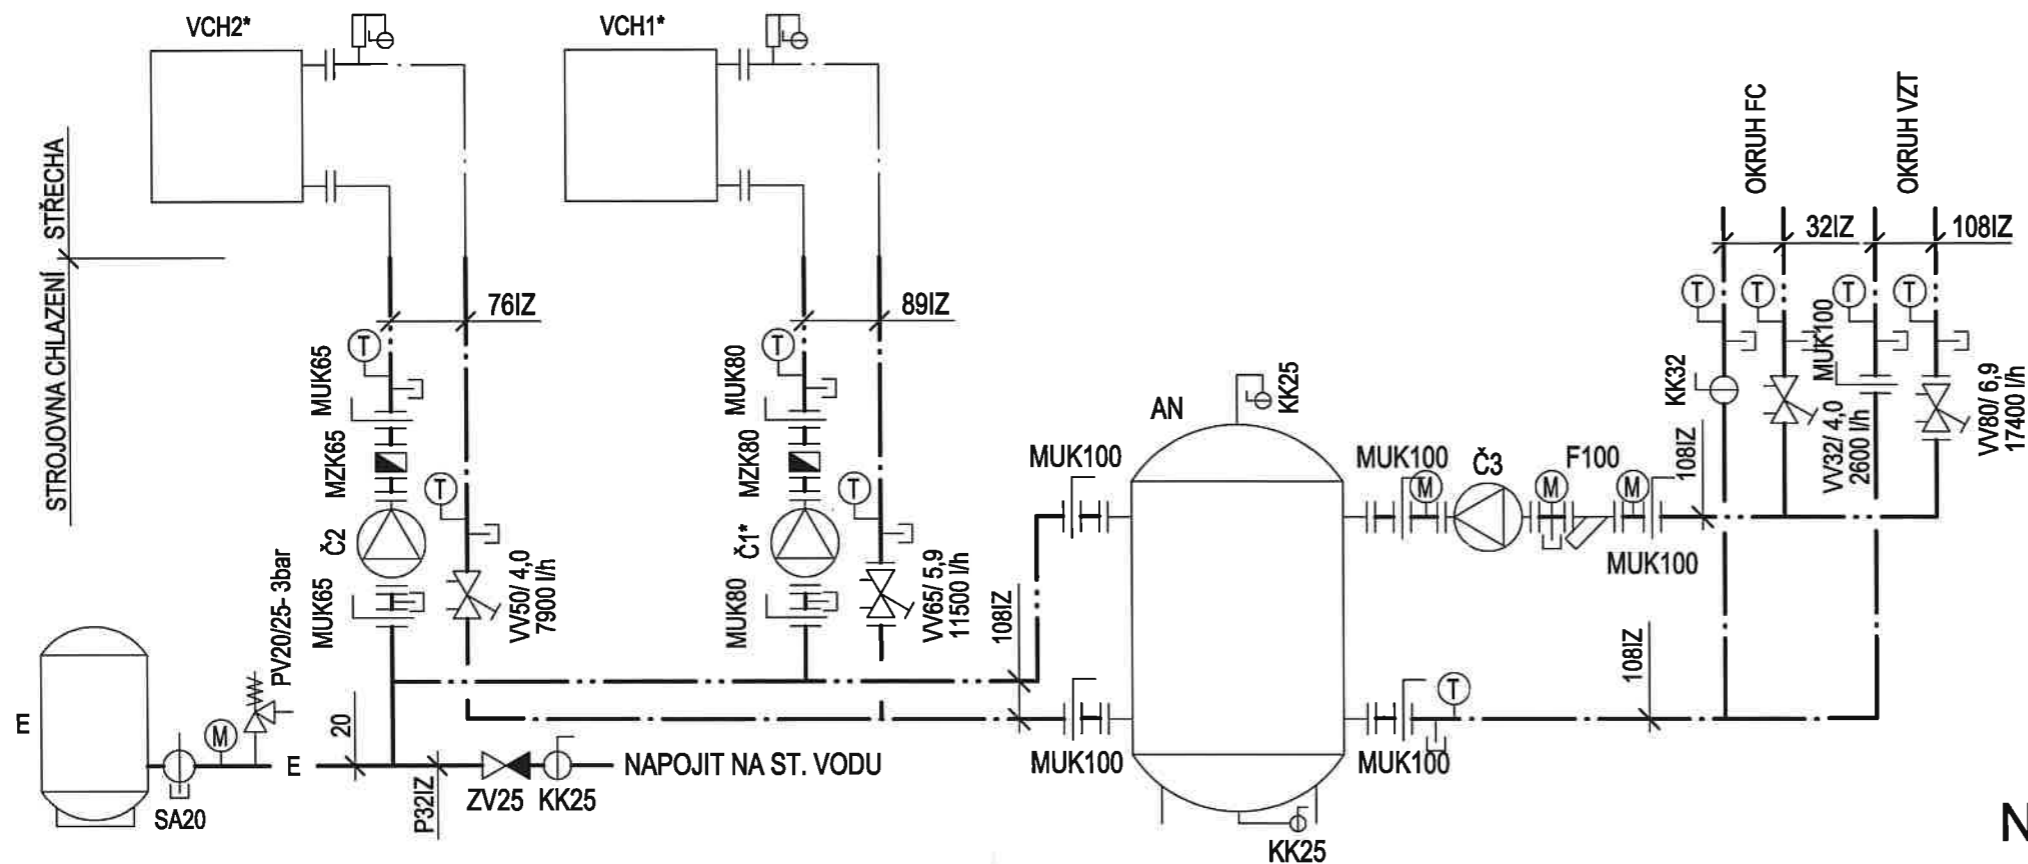 VCH2*
VCH1*
STŘECHA
STROJOVNA CHLAZENÍ
OKRUH FC
OKRUH VZT
76IZ
89IZ
32IZ
108IZ
T
T
T
T
T
T
T
T
MUK65
MZK65
Č2
MUK65
VV50/ 4,0
7900 l/h
MUK80
MZK80
Č1*
MUK80
VV65/ 5,9
11500 l/h
108IZ
MUK100
AN
KK25
MUK100
M
Č3
M
F100
M
MUK100
108IZ
KK32
MUK100
VV32/ 4,0
2600 l/h
VV80/ 6,9
17400 l/h
108IZ
T
MUK100
MUK100
KK25
E
SA20
M
PV20/25- 3bar
E
20
P32IZ
ZV25
KK25
NAPOJIT NA ST. VODU
N